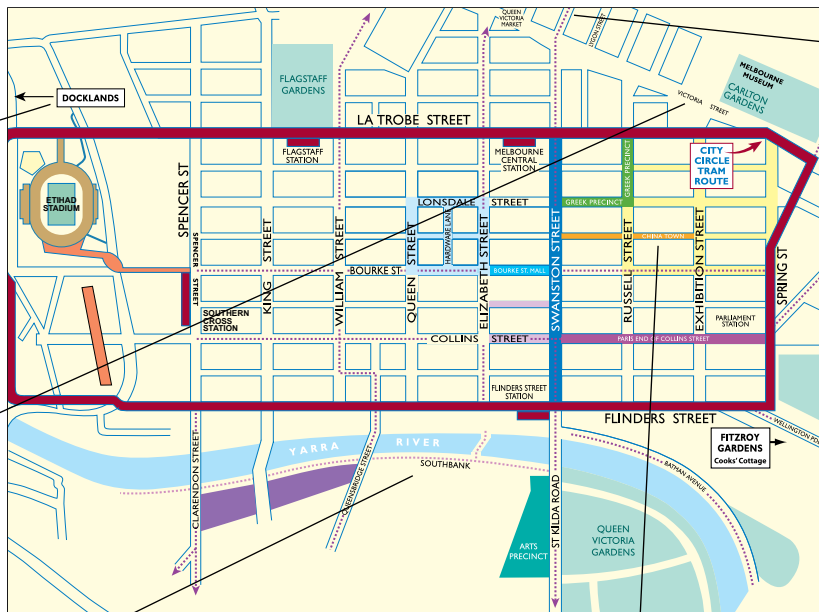 QUEEN
VICTORIA
MARKET
LYGON STREET
MELBOURNE
MUSEUM
CARLTON
GARDENS
VICTORIA STREET
FLAGSTAFF
GARDENS
DOCKLANDS
LA TROBE STREET
FLAGSTAFF
STATION
MELBOURNE
CENTRAL
STATION
CITY
CIRCLE
TRAM
ROUTE
GREEK PRECINCT
ETIHAD
STADIUM
SPENCER ST
LONSDALE STREET
GREEK PRECINCT
HARDWARE LANE
CHINA TOWN
SPENCER STREET
KING STREET
WILLIAM STREET
QUEEN STREET
ELIZABETH STREET
SWANSTON STREET
RUSSELL STREET
EXHIBITION STREET
SPRING ST
BOURKE ST
BOURKE ST. MALL
SOUTHERN
CROSS
STATION
PARLIAMENT
STATION
COLLINS STREET
PARIS END OF COLLINS STREET
FLINDERS STREET
STATION
FLINDERS STREET
FITZROY
GARDENS
Cooks' Cottage
YARRA RIVER
SOUTHBANK
CLARENDON STREET
QUEENSBRIDGE STREET
ST KILDA ROAD
BATMAN AVENUE
ARTS
PRECINCT
QUEEN
VICTORIA
GARDENS